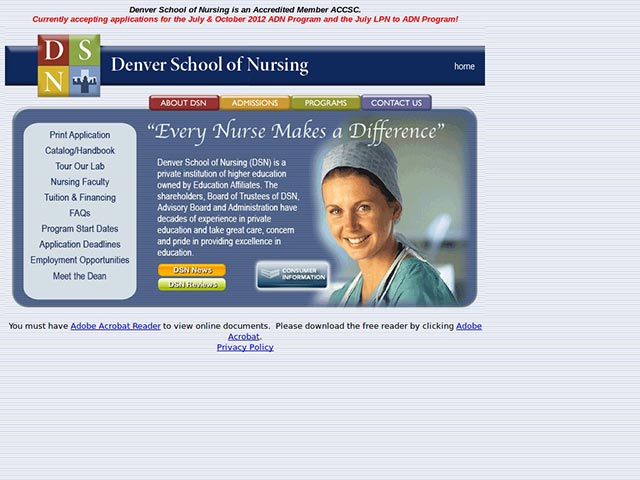 Denver School of Nursing is an Accredited Member ACCSC.
Currently accepting applications for the July & October 2012 ADN Program and the July LPN to ADN Program!
D S
N
Denver School of Nursing
home
ABOUT DSN
ADMISSIONS
PROGRAMS
CONTACT US
Print Application
Catalog/Handbook
Tour Our Lab
Nursing Faculty
Tuition & Financing
FAQs
Program Start Dates
Application Deadlines
Employment Opportunities
Meet the Dean
“Every Nurse Makes a Difference”
Denver School of Nursing (DSN) is a
private institution of higher education
owned by Education Affiliates. The
shareholders, Board of Trustees of DSN,
Advisory Board and Administration have
decades of experience in private
education and take great care, concern
and pride in providing excellence in
education.
DSN News
DSN Reviews
CONSUMER
INFORMATION
You must have Adobe Acrobat Reader to view online documents.  Please download the free reader by clicking Adobe
Acrobat.
Privacy Policy